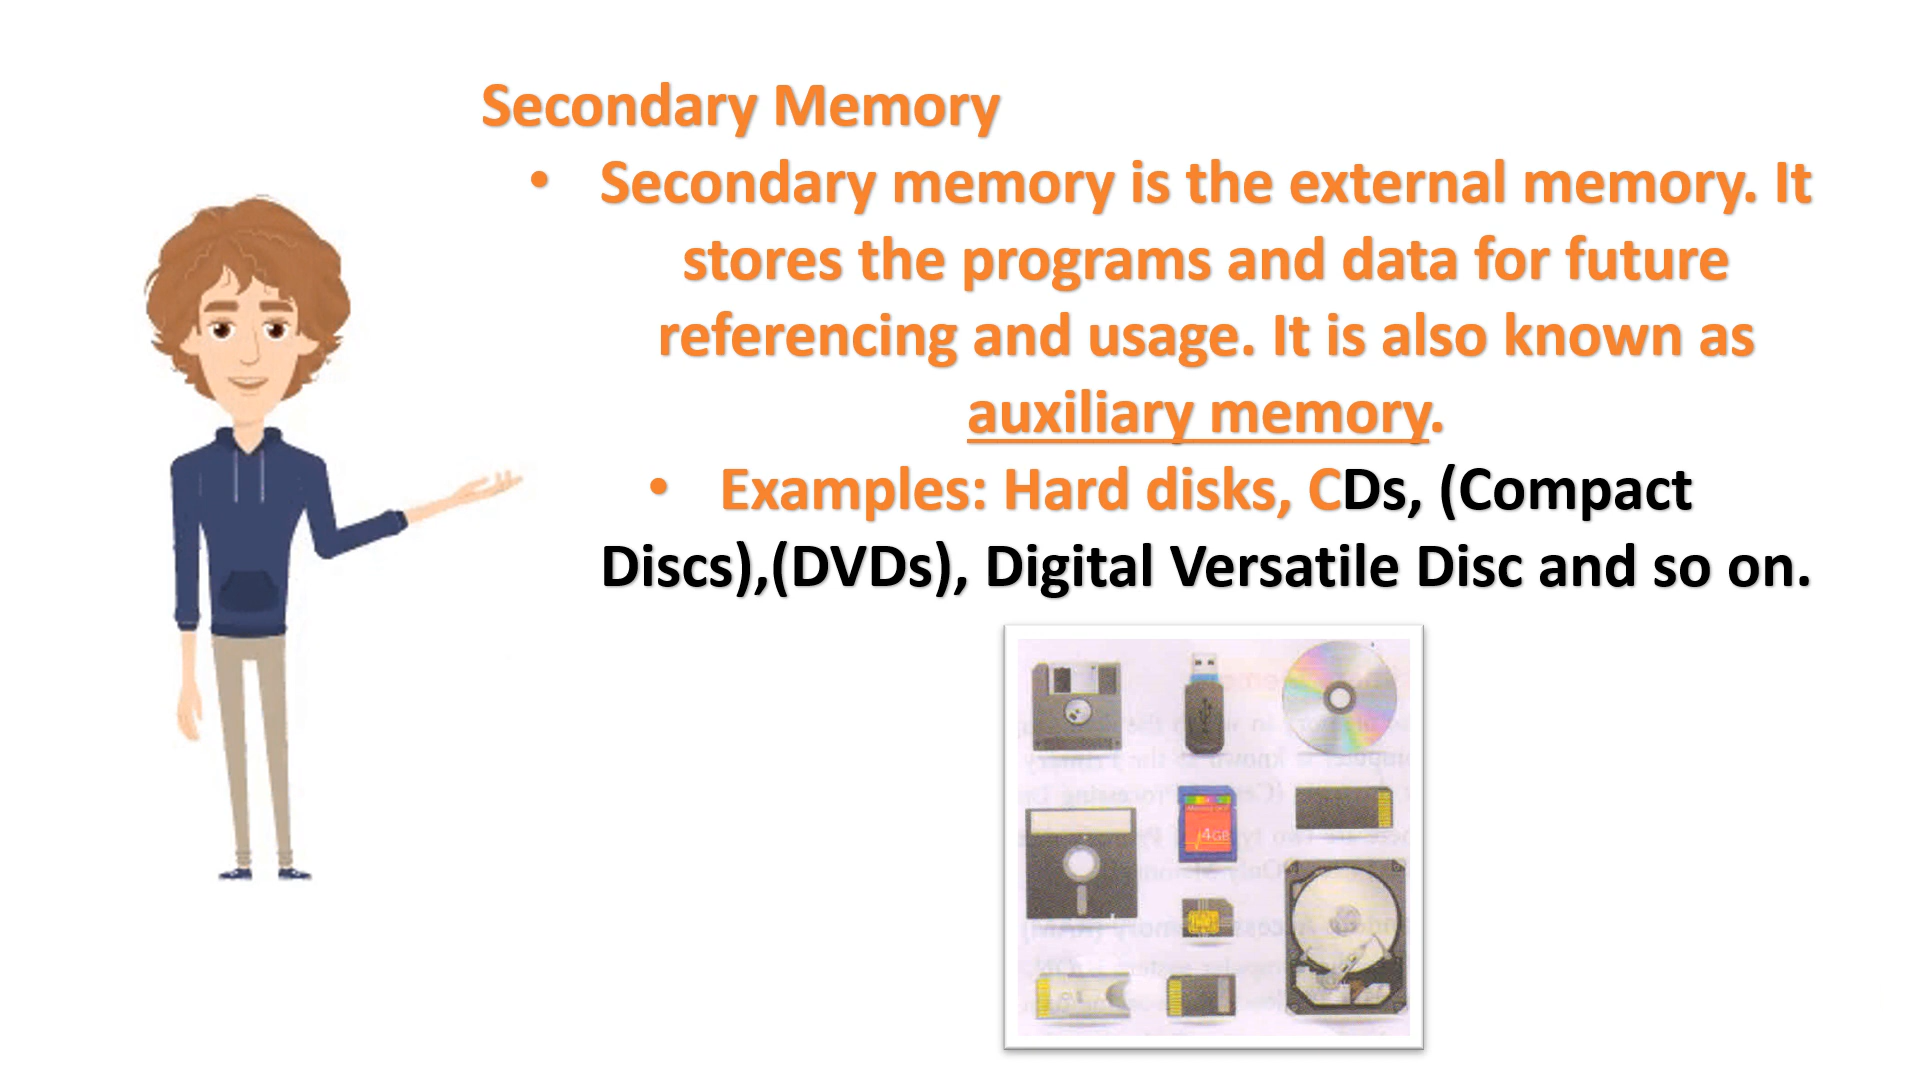 Secondary Memory
• Secondary memory is the external memory. It
stores the programs and data for future
referencing and usage. It is also known as
auxiliary memory.
• Examples: Hard disks, CDs, (Compact
Discs),(DVDs), Digital Versatile Disc and so on.
4GB